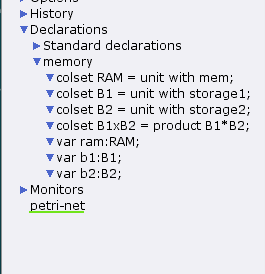 Options
History
Declarations
Standard declarations
memory
colset RAM = unit with mem;
colset B1 = unit with storage1;
colset B2 = unit with storage2;
colset B1xB2 = product B1*B2;
var ram:RAM;
var b1:B1;
var b2:B2;
Monitors
petri-net